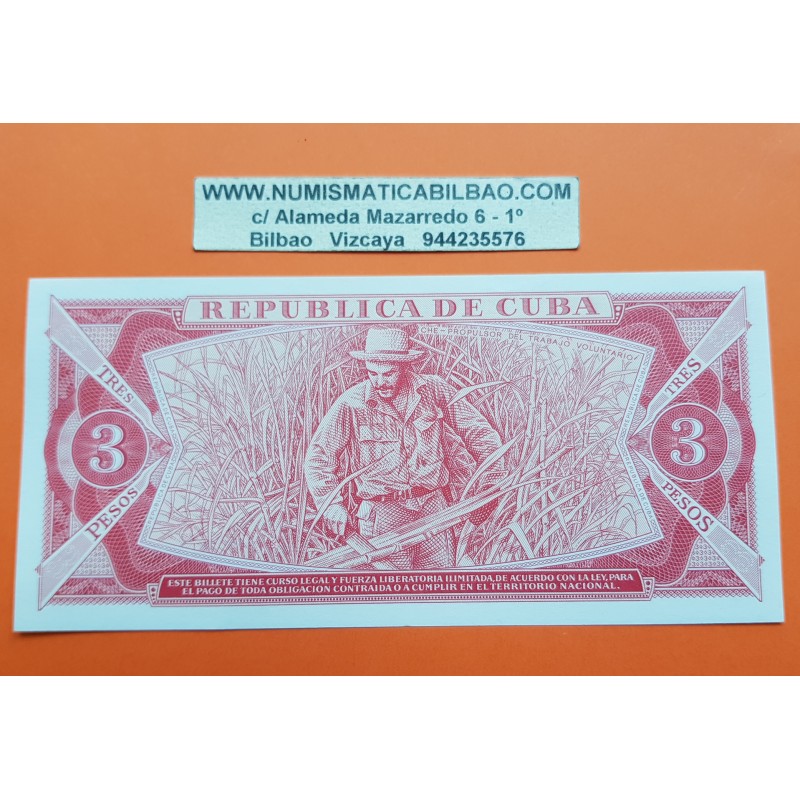 WWW.NUMISMATICABILBAO.COM
c/ Alameda Mazarredo 6 - 1º
Bilbao Vizcaya 944235576
REPUBLICA DE CUBA
CHE - PROPULSOR DEL TRABAJO VOLUNTARIO
TRES
TRES
3
3
PESOS
PESOS
ESTE BILLETE TIENE CURSO LEGAL Y FUERZA LIBERATORIA ILIMITADA, DE ACUERDO CON LA LEY, PARA
EL PAGO DE TODA OBLIGACION CONTRAIDA O A CUMPLIR EN EL TERRITORIO NACIONAL.